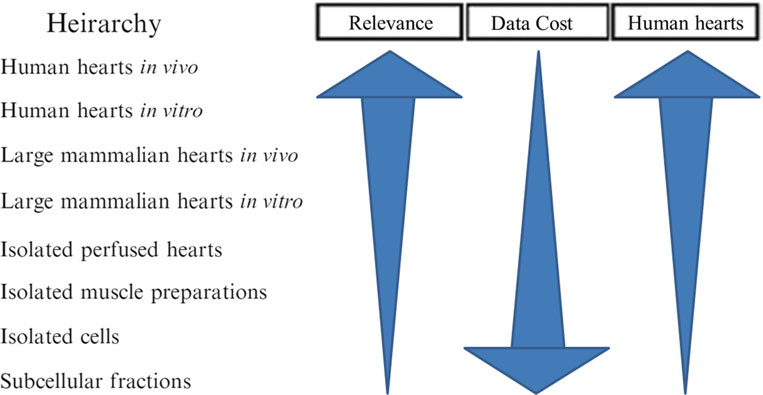 Heirarchy
Relevance
Data Cost
Human hearts
Human hearts in vivo
Human hearts in vitro
Large mammalian hearts in vivo
Large mammalian hearts in vitro
Isolated perfused hearts
Isolated muscle preparations
Isolated cells
Subcellular fractions